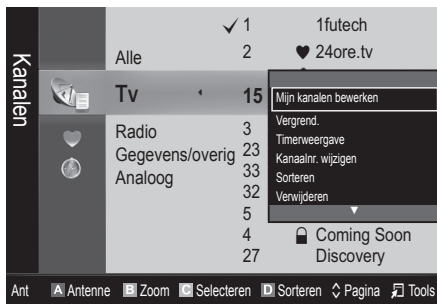 Kanalen
✓ 1 1futech
Alle 2 ♥ 24ore.tv
Tv 15
Mijn kanalen bewerken
Vergrend.
Timerweergave
Kanaalnr. wijzigen
Sorteren
Verwijderen
▼
Radio 3
Gegevens/overig 23
Analoog 33
32
5
4 Coming Soon
27 Discovery
Ant A Antenne B Zoom C Selecteren D Sorteren Pagina Tools